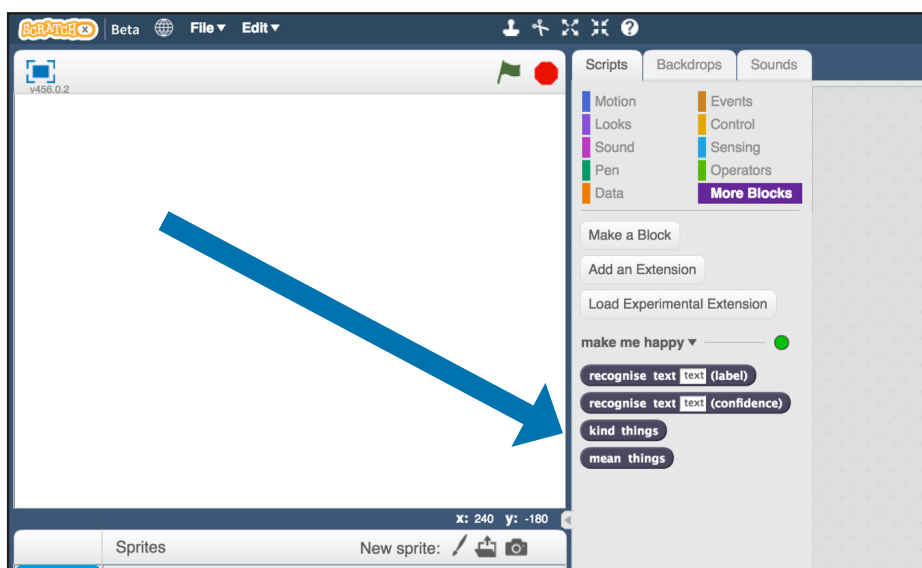 SCRATCH X Beta File Edit
v456.0.2
Scripts Backdrops Sounds
Motion Events
Looks Control
Sound Sensing
Pen Operators
Data More Blocks
Make a Block
Add an Extension
Load Experimental Extension
make me happy
recognise text text (label)
recognise text text (confidence)
kind things
mean things
x: 240 y: -180
Sprites New sprite: